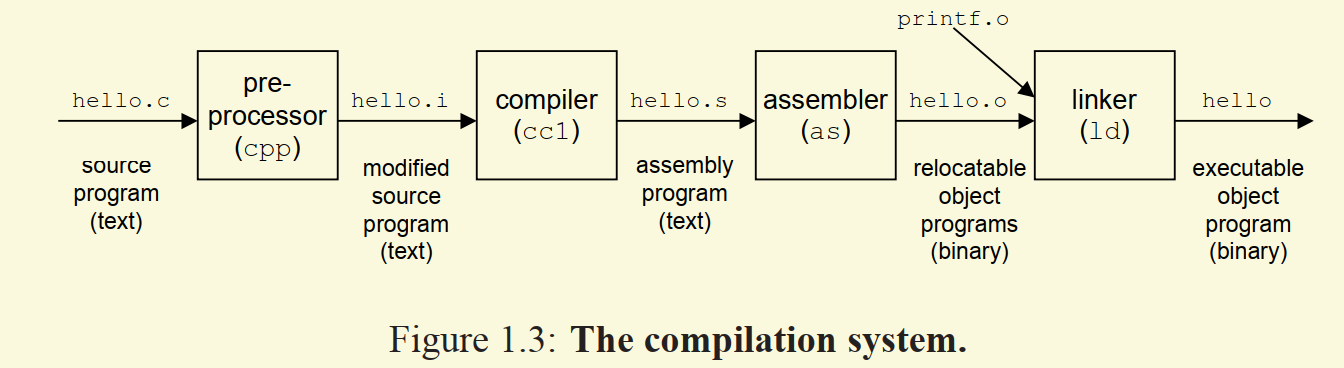 printf.o
hello.c
pre-
processor
(cpp)
hello.i
compiler
(cc1)
hello.s
assembler
(as)
hello.o
linker
(ld)
hello
source
program
(text)
modified
source
program
(text)
assembly
program
(text)
relocatable
object
programs
(binary)
executable
object
program
(binary)
Figure 1.3: The compilation system.